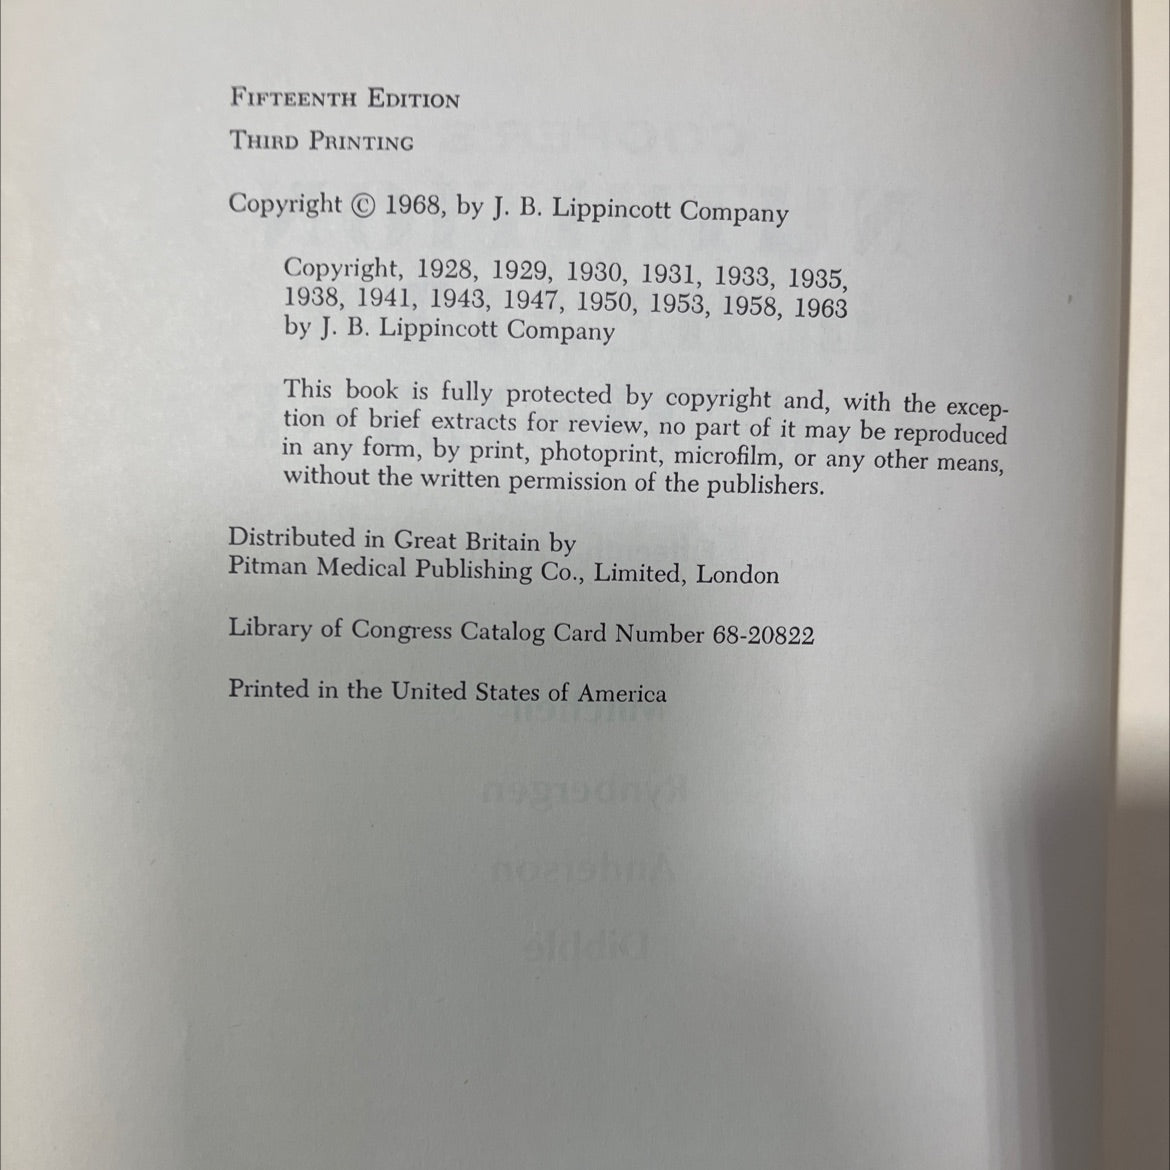 FIFTEENTH EDITION
THIRD PRINTING
Copyright © 1968, by J. B. Lippincott Company
Copyright, 1928, 1929, 1930, 1931, 1933, 1935,
1938, 1941, 1943, 1947, 1950, 1953, 1958, 1963
by J. B. Lippincott Company
This book is fully protected by copyright and, with the excep-
tion of brief extracts for review, no part of it may be reproduced
in any form, by print, photoprint, microfilm, or any other means,
without the written permission of the publishers.
Distributed in Great Britain by
Pitman Medical Publishing Co., Limited, London
Library of Congress Catalog Card Number 68-20822
Printed in the United States of America